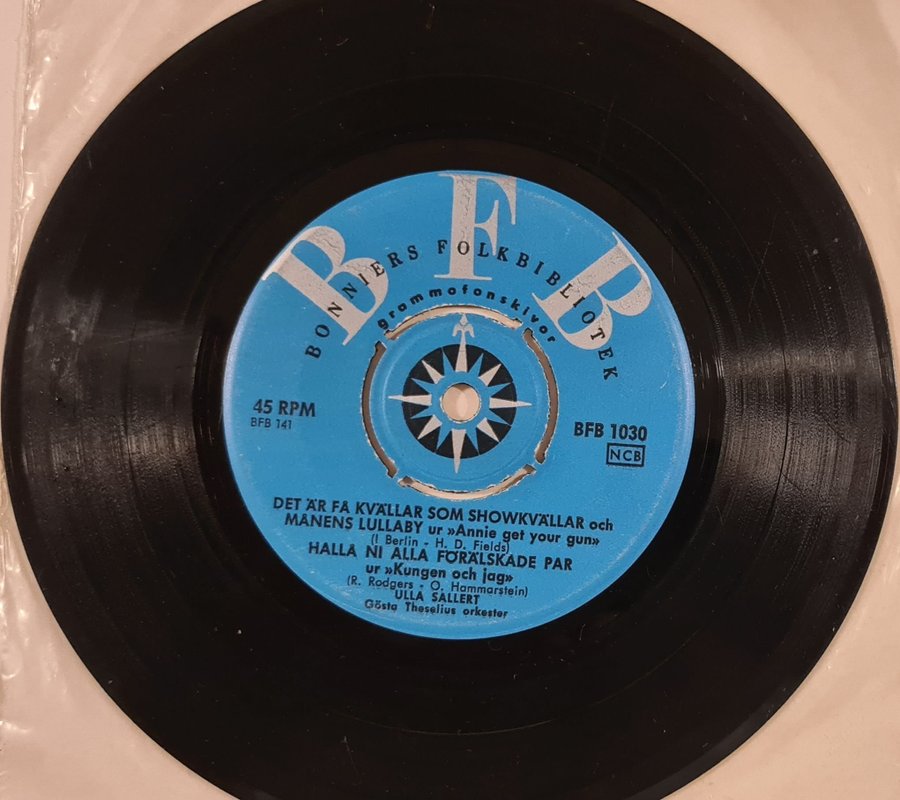 B F B
BONNIERS FOLKBIBLIOTEK
grammofonskivor
45 RPM
BFB 141
BFB 1030
NCB
DET ÄR FÅ KVÄLLAR SOM SHOWKVÄLLAR och
MÅNENS LULLABY ur »Annie get your gun»
(I Berlin - H. D. Fields)
HALLÅ NI ALLA FÖRÄLSKADE PAR
ur »Kungen och jag»
(R. Rodgers - O. Hammarstein)
ULLA SALLERT
Gösta Theselius orkester